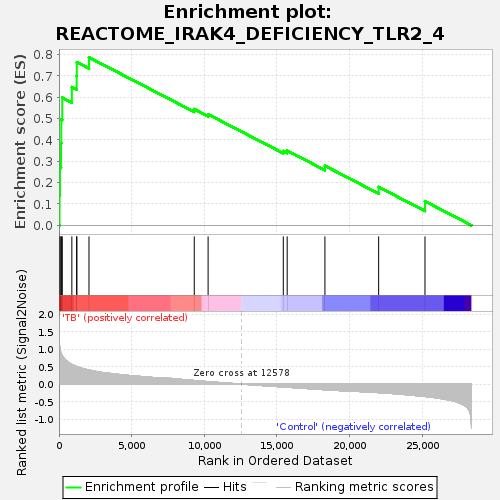 Enrichment plot:
REACTOME_IRAK4_DEFICIENCY_TLR2_4
Enrichment score (ES)
0.8
0.7
0.6
0.5
0.4
0.3
0.2
0.1
0.0
'TB' (positively correlated)
Ranked list metric (Signal2Noise)
2.0
1.5
1.0
0.5
0.0
-0.5
-1.0
Zero cross at 12578
'Control' (negatively correlated)
0
5,000
10,000
15,000
20,000
25,000
Rank in Ordered Dataset
Enrichment profile
Hits
Ranking metric scores